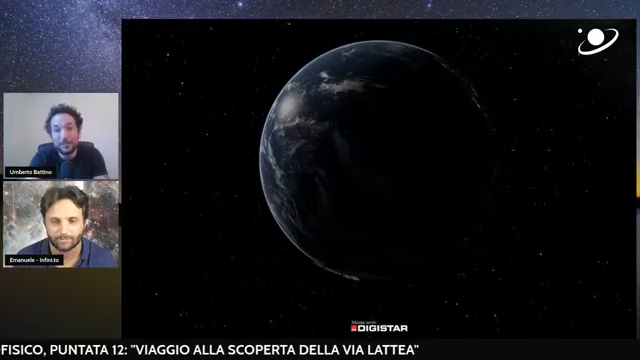 Umberto Battino
Emanuele - Infini.to
DIGISTAR
FISICO, PUNTATA 12: "VIAGGIO ALLA SCOPERTA DELLA VIA LATTEA"